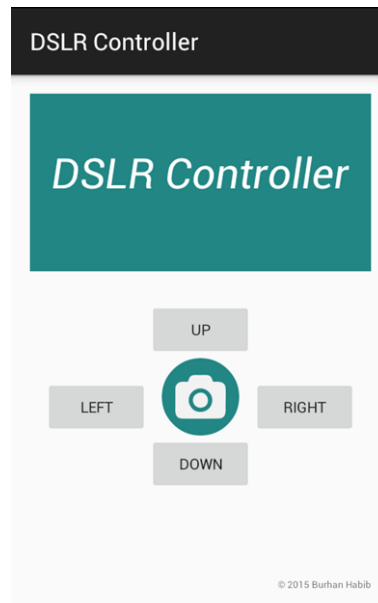 DSLR Controller
DSLR Controller
UP
LEFT
RIGHT
DOWN
© 2015 Burhan Habib